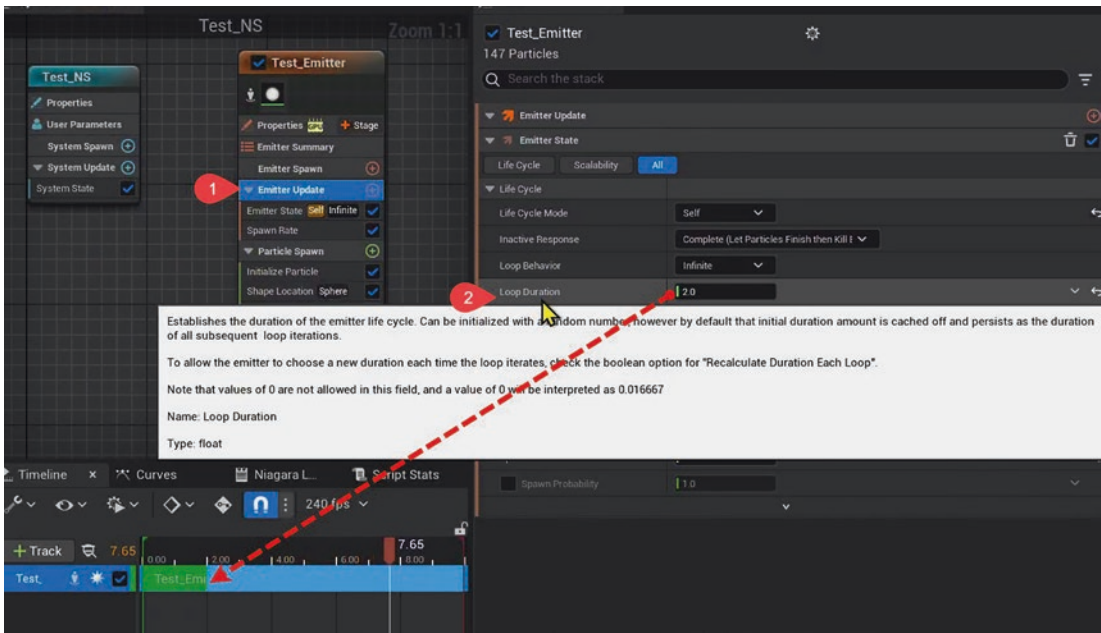 Test_NS
Zoom 1:1
Test_NS
Properties
User Parameters
System Spawn
System Update
System State
Test_Emitter
Properties GPU + Stage
Emitter Summary
Emitter Spawn
1
Emitter Update
Emitter State Self Infinite
Spawn Rate
Particle Spawn
Initialize Particle
Shape Location Sphere
Test_Emitter
147 Particles
Search the stack
Emitter Update
Emitter State
Life Cycle Scalability All
Life Cycle
Life Cycle Mode Self
Inactive Response Complete (Let Particles Finish then Kill E
Loop Behavior Infinite
2
Loop Duration 2.0
Establishes the duration of the emitter life cycle. Can be initialized with a random number, however by default that initial duration amount is cached off and persists as the duration
of all subsequent loop iterations.
To allow the emitter to choose a new duration each time the loop iterates, check the boolean option for "Recalculate Duration Each Loop".
Note that values of 0 are not allowed in this field, and a value of 0 will be interpreted as 0.016667
Name: Loop Duration
Type: float
Spawn Probability 1.0
Timeline x Curves Niagara L... Script Stats
240 fps
+ Track 7.65
0.00 2.00 4.00 6.00 7.65 8.00
Test_ Test_Emi